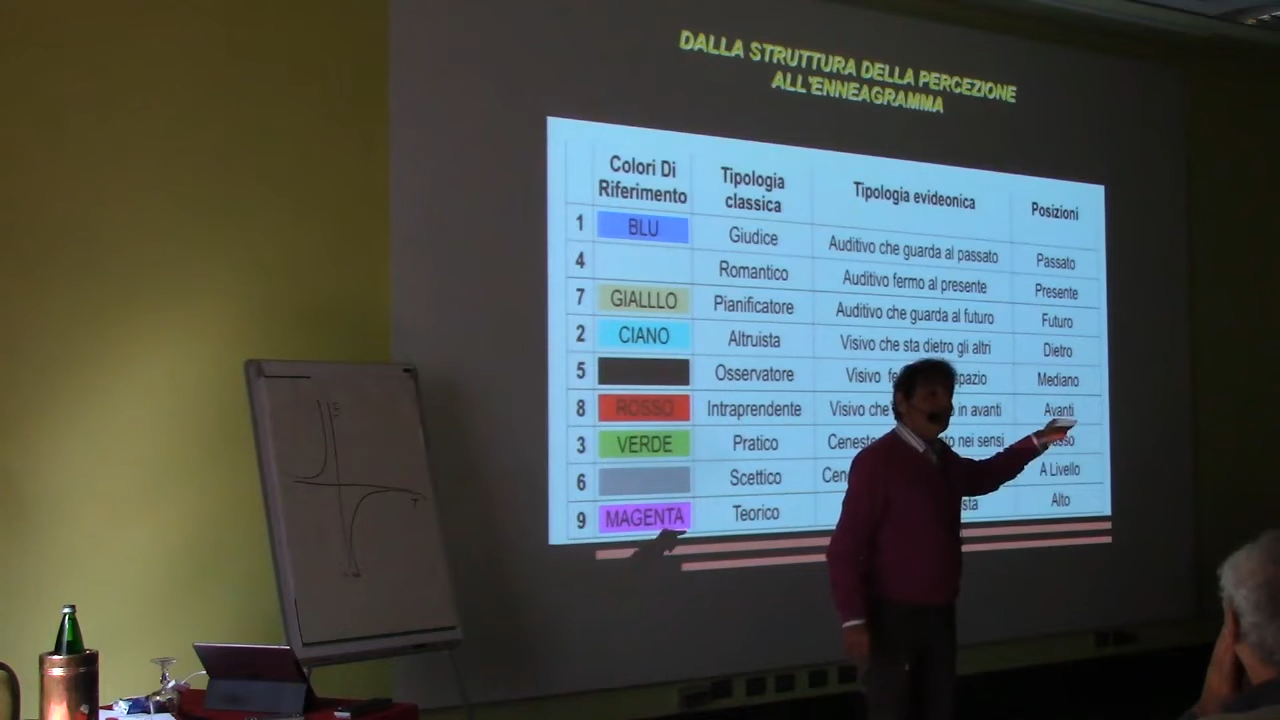 DALLA STRUTTURA DELLA PERCEZIONE
ALL'ENNEAGRAMMA
Colori Di
Riferimento
Tipologia
classica
Tipologia evideonica
Posizioni
1 BLU Giudice Auditivo che guarda al passato Passato
4 Romantico Auditivo fermo al presente Presente
7 GIALLLO Pianificatore Auditivo che guarda al futuro Futuro
2 CIANO Altruista Visivo che sta dietro gli altri Dietro
5 Osservatore Visivo Mediano
8 ROSSO Intraprendente Visivo in avanti Avanti
3 VERDE Pratico nei sensi
6 Scettico A Livello
9 MAGENTA Teorico Alto